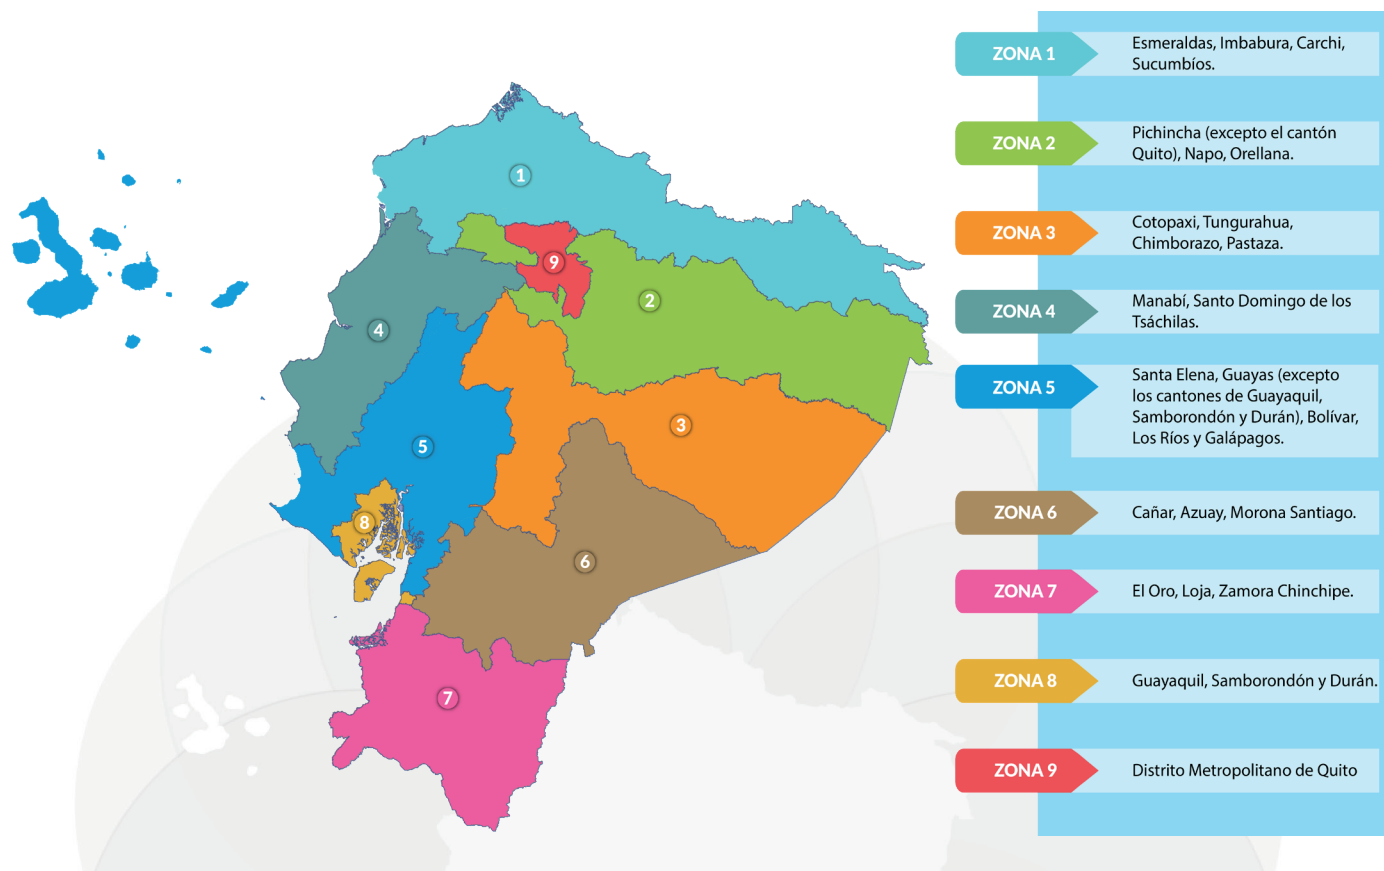 1
9
2
4
3
5
8
6
7
ZONA 1
Esmeraldas, Imbabura, Carchi,
Sucumbíos.
ZONA 2
Pichincha (excepto el cantón
Quito), Napo, Orellana.
ZONA 3
Cotopaxi, Tungurahua,
Chimborazo, Pastaza.
ZONA 4
Manabí, Santo Domingo de los
Tsáchilas.
ZONA 5
Santa Elena, Guayas (excepto
los cantones de Guayaquil,
Samborondón y Durán), Bolívar,
Los Ríos y Galápagos.
ZONA 6
Cañar, Azuay, Morona Santiago.
ZONA 7
El Oro, Loja, Zamora Chinchipe.
ZONA 8
Guayaquil, Samborondón y Durán.
ZONA 9
Distrito Metropolitano de Quito